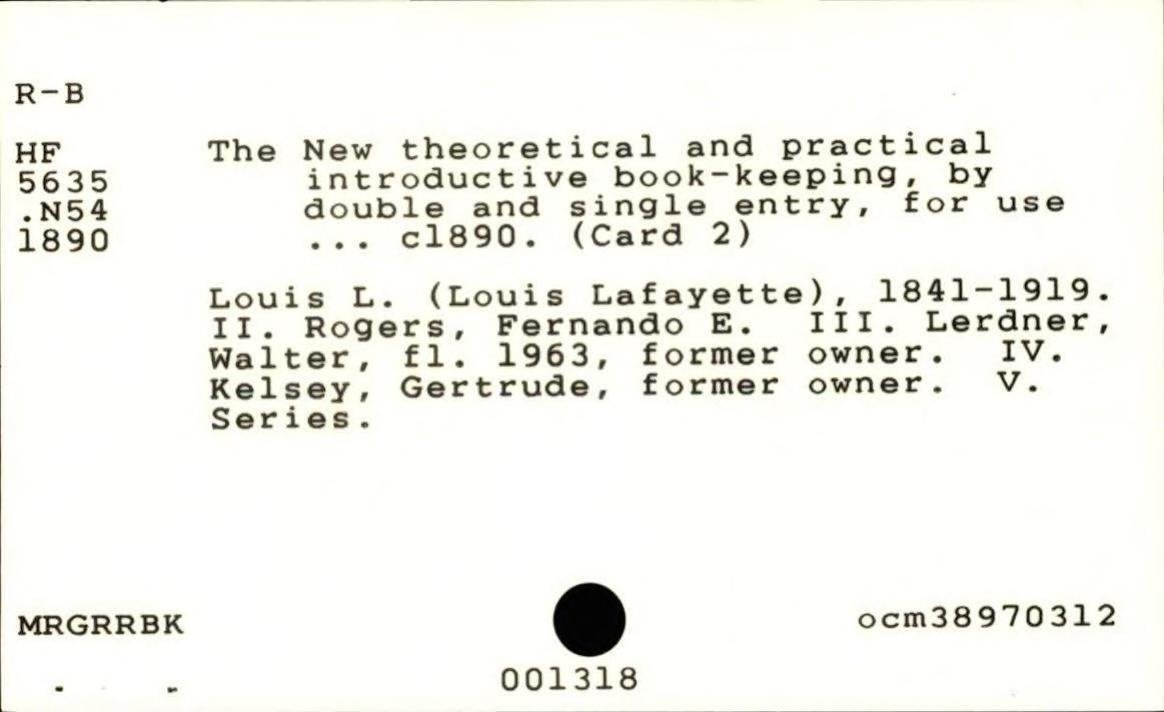 R-B
HF The New theoretical and practical
5635 introductive book-keeping, by
.N54 double and single entry, for use
1890 ... c1890. (Card 2)
Louis L. (Louis Lafayette), 1841-1919.
II. Rogers, Fernando E. III. Lerdner,
Walter, fl. 1963, former owner. IV.
Kelsey, Gertrude, former owner. V.
Series.
MRGRRBK ocm38970312
001318